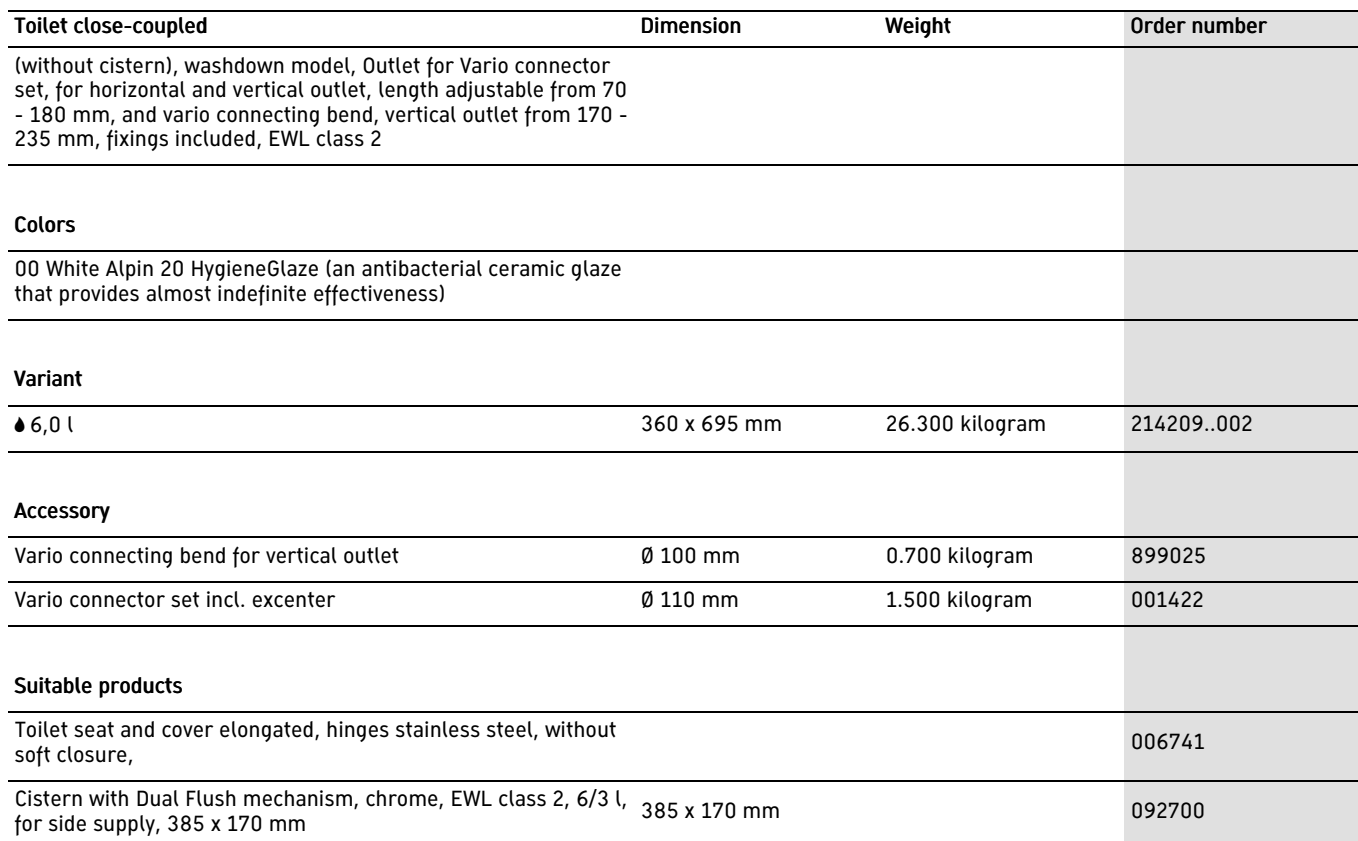 Toilet close-coupled Dimension Weight Order number
(without cistern), washdown model, Outlet for Vario connector
set, for horizontal and vertical outlet, length adjustable from 70
- 180 mm, and vario connecting bend, vertical outlet from 170 -
235 mm, fixings included, EWL class 2
Colors
00 White Alpin 20 HygieneGlaze (an antibacterial ceramic glaze
that provides almost indefinite effectiveness)
Variant
6,0 l 360 x 695 mm 26.300 kilogram 214209..002
Accessory
Vario connecting bend for vertical outlet Ø 100 mm 0.700 kilogram 899025
Vario connector set incl. excenter Ø 110 mm 1.500 kilogram 001422
Suitable products
Toilet seat and cover elongated, hinges stainless steel, without
soft closure, 006741
Cistern with Dual Flush mechanism, chrome, EWL class 2, 6/3 l,
for side supply, 385 x 170 mm 385 x 170 mm 092700